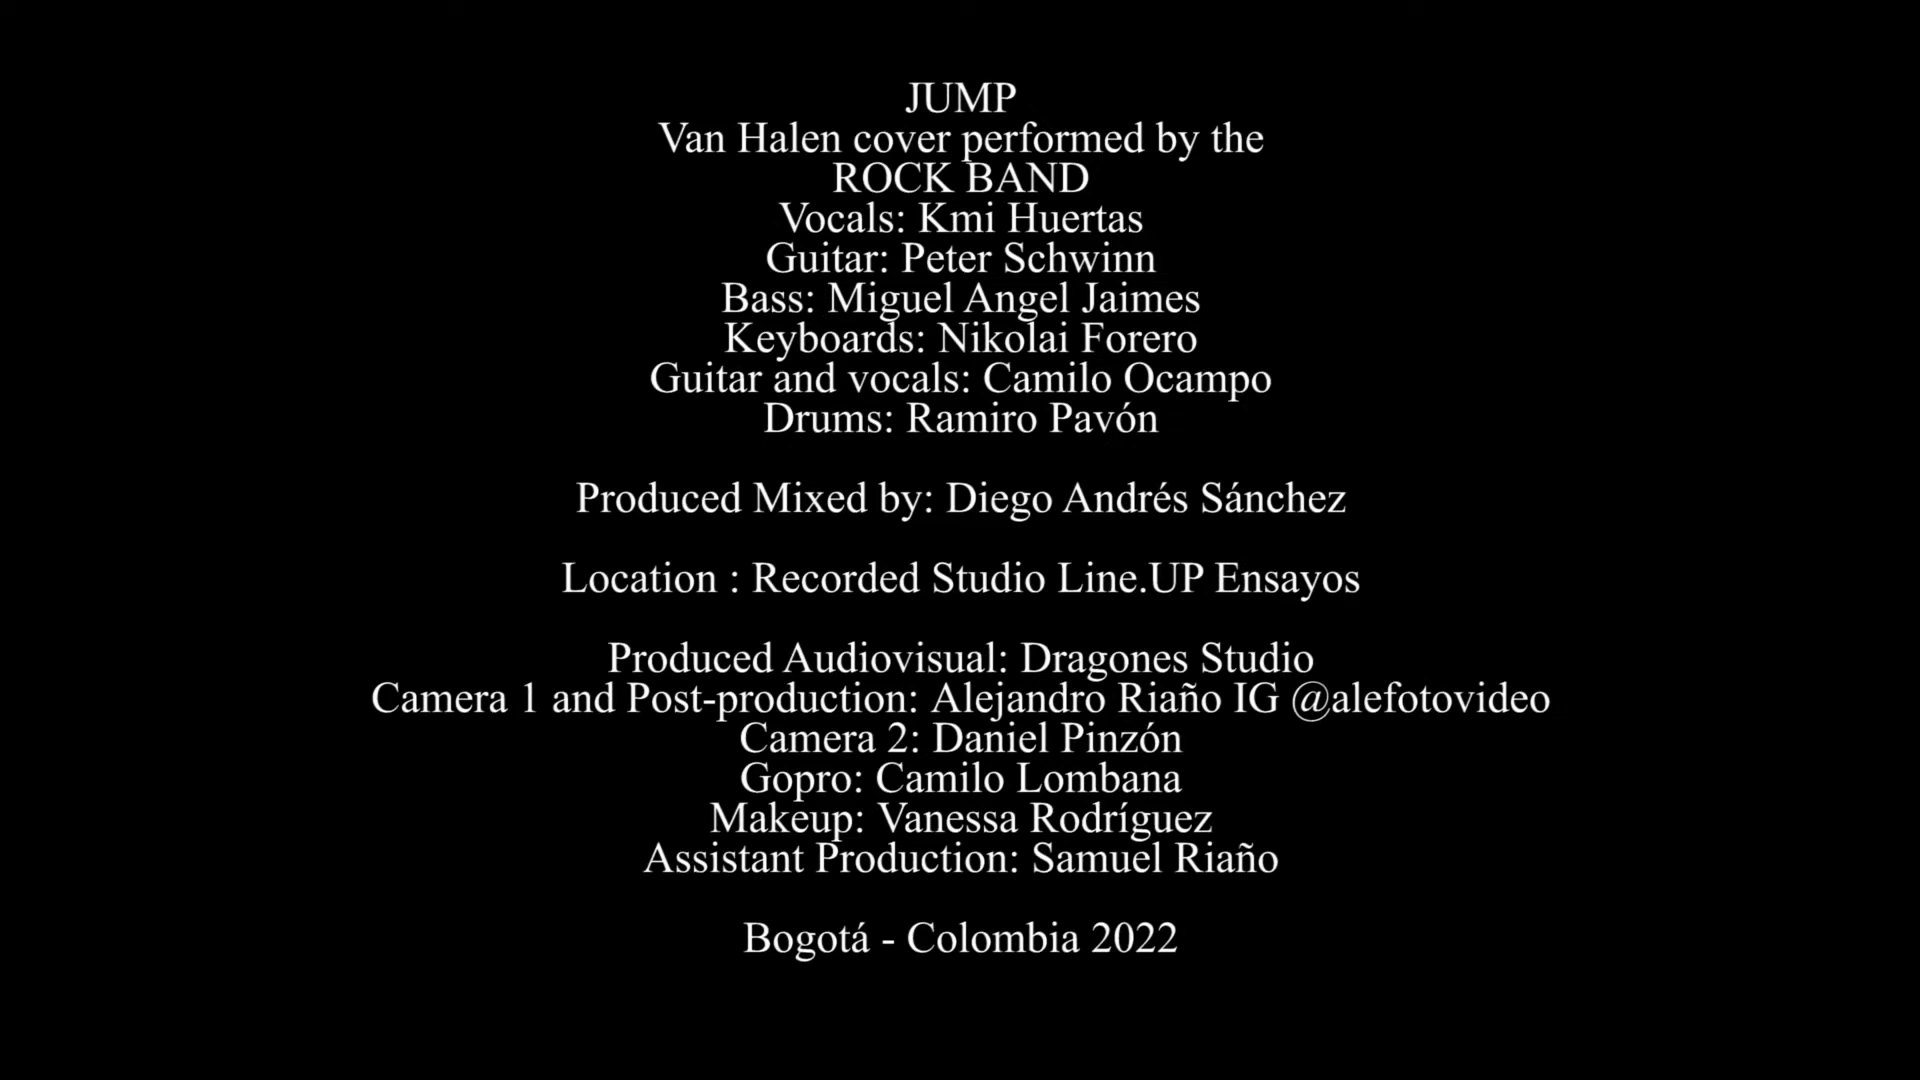 JUMP
Van Halen cover performed by the
ROCK BAND
Vocals: Kmi Huertas
Guitar: Peter Schwinn
Bass: Miguel Angel Jaimes
Keyboards: Nikolai Forero
Guitar and vocals: Camilo Ocampo
Drums: Ramiro Pavón
Produced Mixed by: Diego Andrés Sánchez
Location : Recorded Studio Line.UP Ensayos
Produced Audiovisual: Dragones Studio
Camera 1 and Post-production: Alejandro Riaño IG @alefotovideo
Camera 2: Daniel Pinzón
Gopro: Camilo Lombana
Makeup: Vanessa Rodríguez
Assistant Production: Samuel Riaño
Bogotá - Colombia 2022